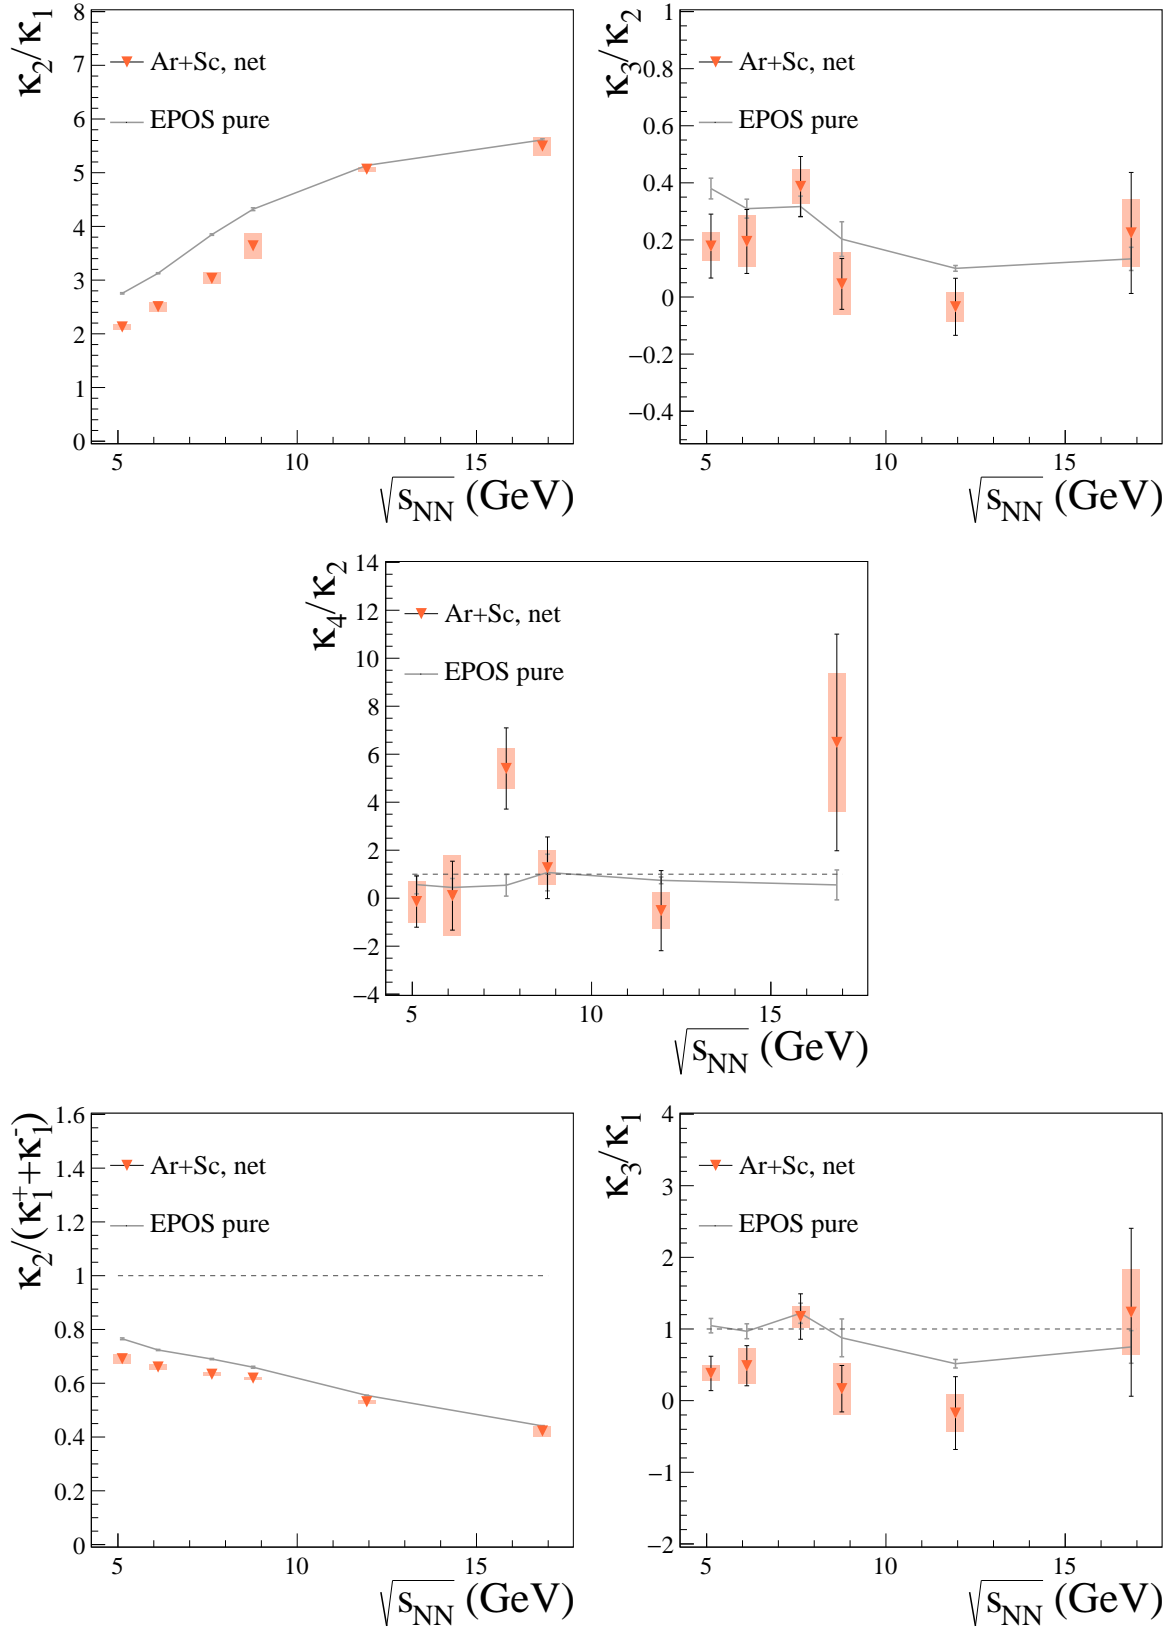 κ₂/κ₁
8
7
6
5
4
3
2
1
0
Ar+Sc, net
EPOS pure
5 10 15
√s_NN (GeV)
κ₃/κ₂
1
0.8
0.6
0.4
0.2
0
−0.2
−0.4
Ar+Sc, net
EPOS pure
5 10 15
√s_NN (GeV)
κ₄/κ₂
14
12
10
8
6
4
2
0
−2
−4
Ar+Sc, net
EPOS pure
5 10 15
√s_NN (GeV)
κ₂/(κ₁⁺+κ₁⁻)
1.6
1.4
1.2
1
0.8
0.6
0.4
0.2
0
Ar+Sc, net
EPOS pure
5 10 15
√s_NN (GeV)
κ₃/κ₁
4
3
2
1
0
−1
−2
Ar+Sc, net
EPOS pure
5 10 15
√s_NN (GeV)